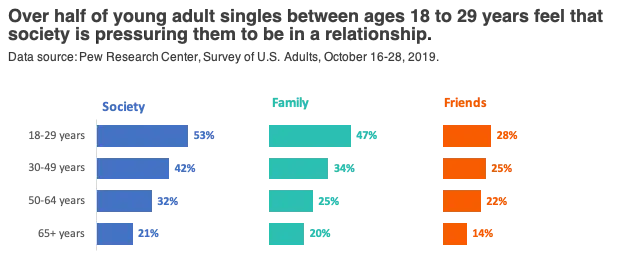 Over half of young adult singles between ages 18 to 29 years feel that
society is pressuring them to be in a relationship.
Data source: Pew Research Center, Survey of U.S. Adults, October 16-28, 2019.
Society Family Friends
18-29 years 53% 47% 28%
30-49 years 42% 34% 25%
50-64 years 32% 25% 22%
65+ years 21% 20% 14%